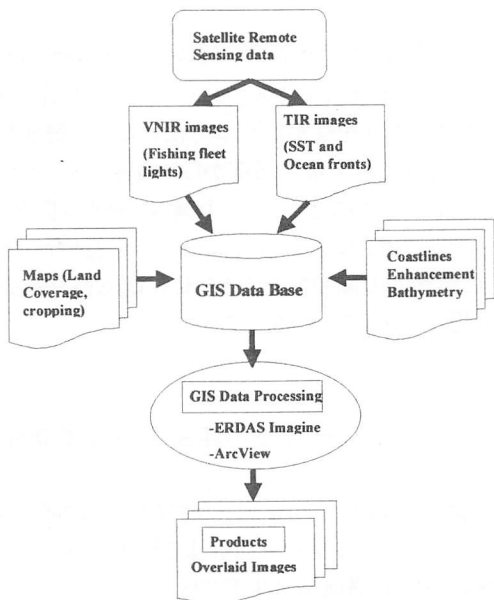 Satellite Remote
Sensing data
VNIR images
(Fishing fleet
lights)
TIR images
(SST and
Ocean fronts)
Maps (Land
Coverage,
cropping)
GIS Data Base
Coastlines
Enhancement
Bathymetry
GIS Data Processing
-ERDAS Imagine
-ArcView
Products
Overlaid Images